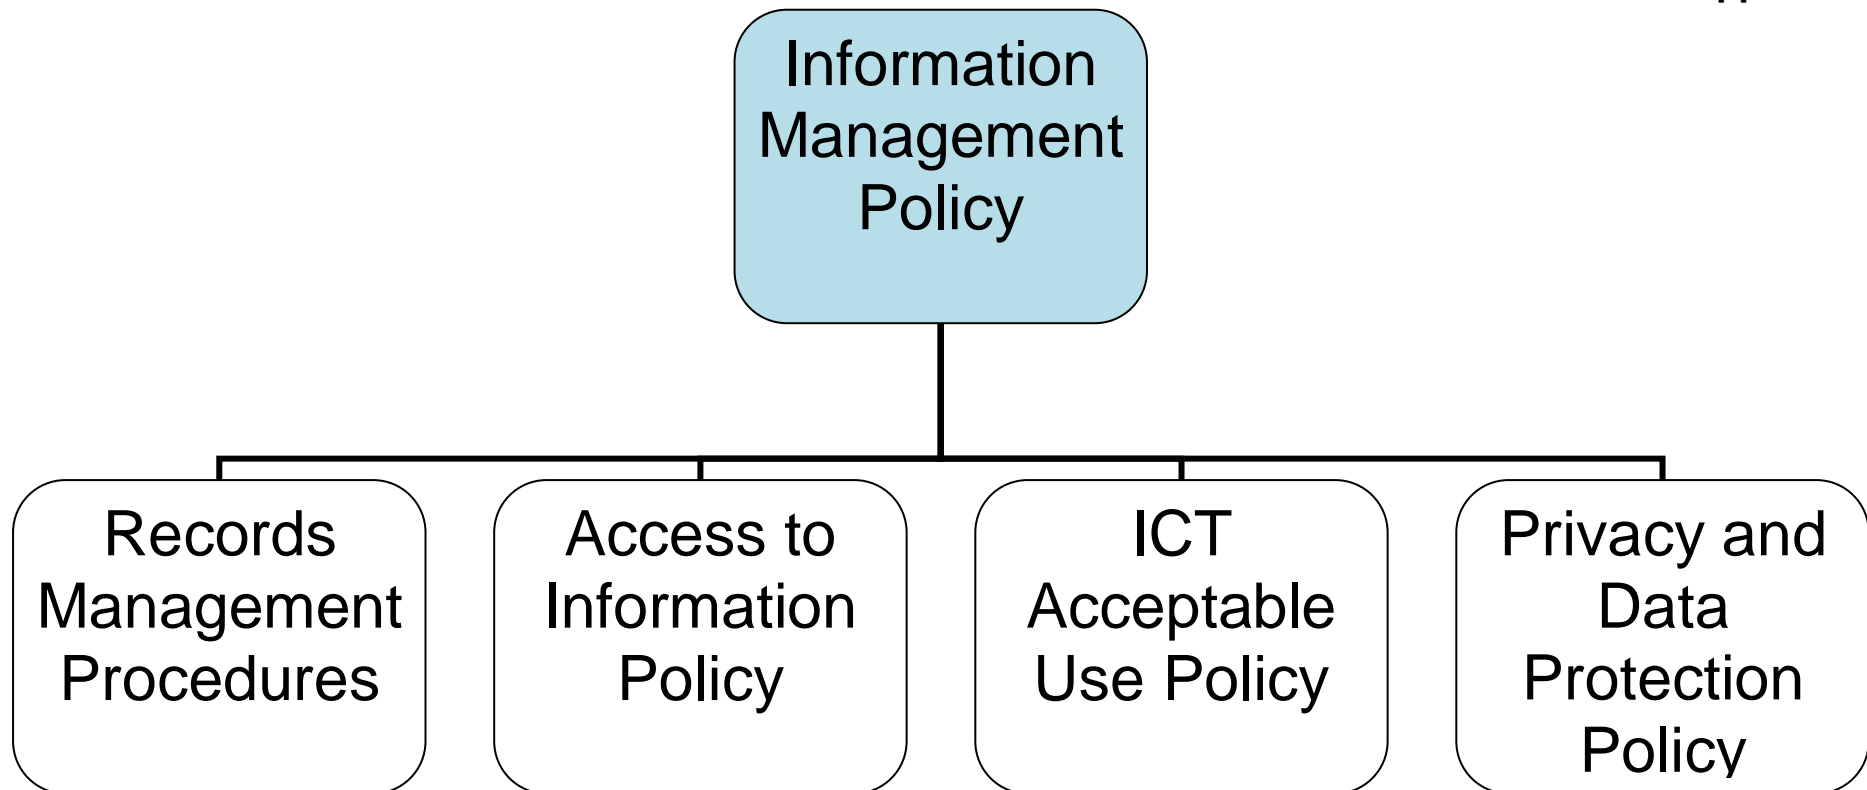 Information
Management
Policy
Records
Management
Procedures
Access to
Information
Policy
ICT
Acceptable
Use Policy
Privacy and
Data
Protection
Policy